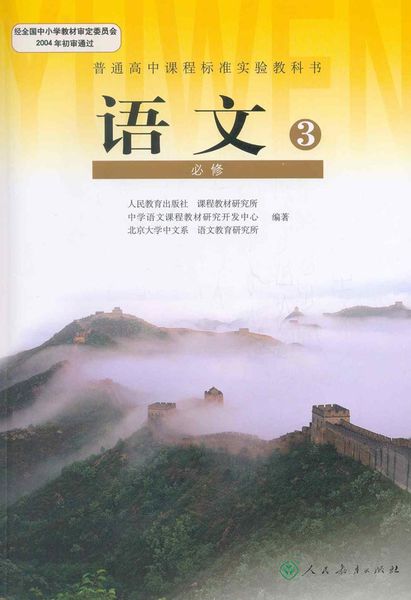 经全国中小学教材审定委员会
2004年初审通过
YUWEN
普通高中课程标准实验教科书
语文 3
必修
人民教育出版社 课程教材研究所
中学语文课程教材研究开发中心 编著
北京大学中文系 语文教育研究所
人民教育出版社